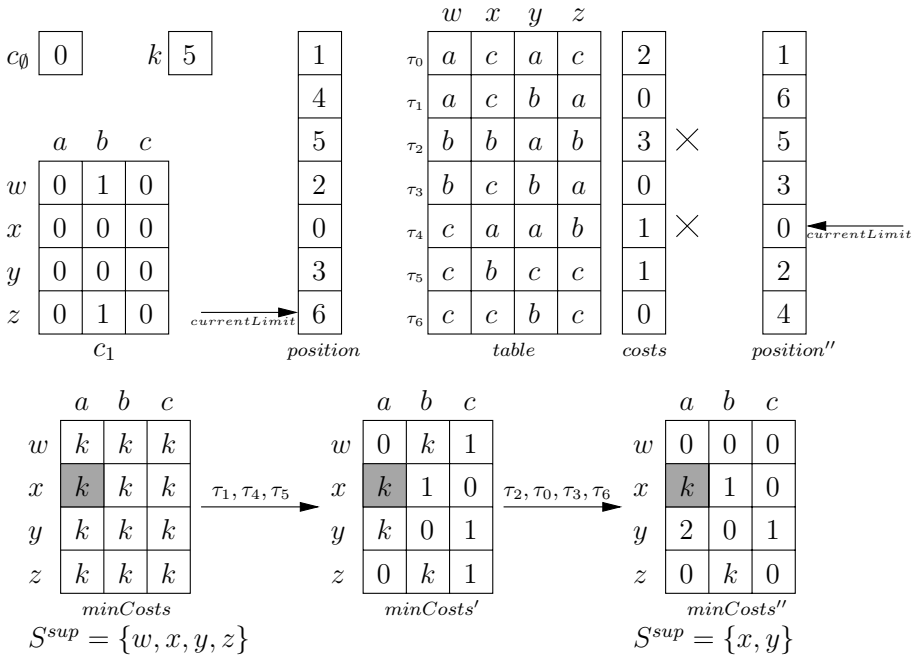 w x y z
c∅ 0 k 5 1 τ0 a c a c 2 1
4 τ1 a c b a 0 6
a b c 5 τ2 b b a b 3 × 5
w 0 1 0 2 τ3 b c b a 0 3
x 0 0 0 0 τ4 c a a b 1 × 0 currentLimit
y 0 0 0 3 τ5 c b c c 1 2
z 0 1 0 currentLimit 6 τ6 c c b c 0 4
c1 position table costs position′′
a b c a b c a b c
w k k k w 0 k 1 w 0 0 0
x k k k τ1, τ4, τ5 x k 1 0 τ2, τ0, τ3, τ6 x k 1 0
y k k k y k 0 1 y 2 0 1
z k k k z 0 k 1 z 0 k 0
minCosts minCosts′ minCosts′′
S^sup = {w, x, y, z} S^sup = {x, y}